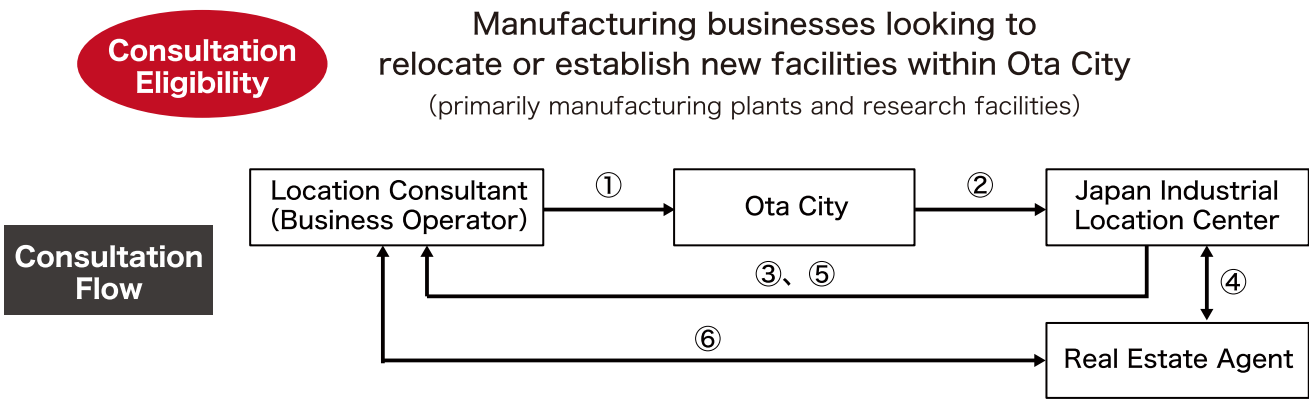 Consultation
Eligibility
Manufacturing businesses looking to
relocate or establish new facilities within Ota City
(primarily manufacturing plants and research facilities)
Consultation
Flow
Location Consultant
(Business Operator)
①
Ota City
②
Japan Industrial
Location Center
③、⑤
④
⑥
Real Estate Agent